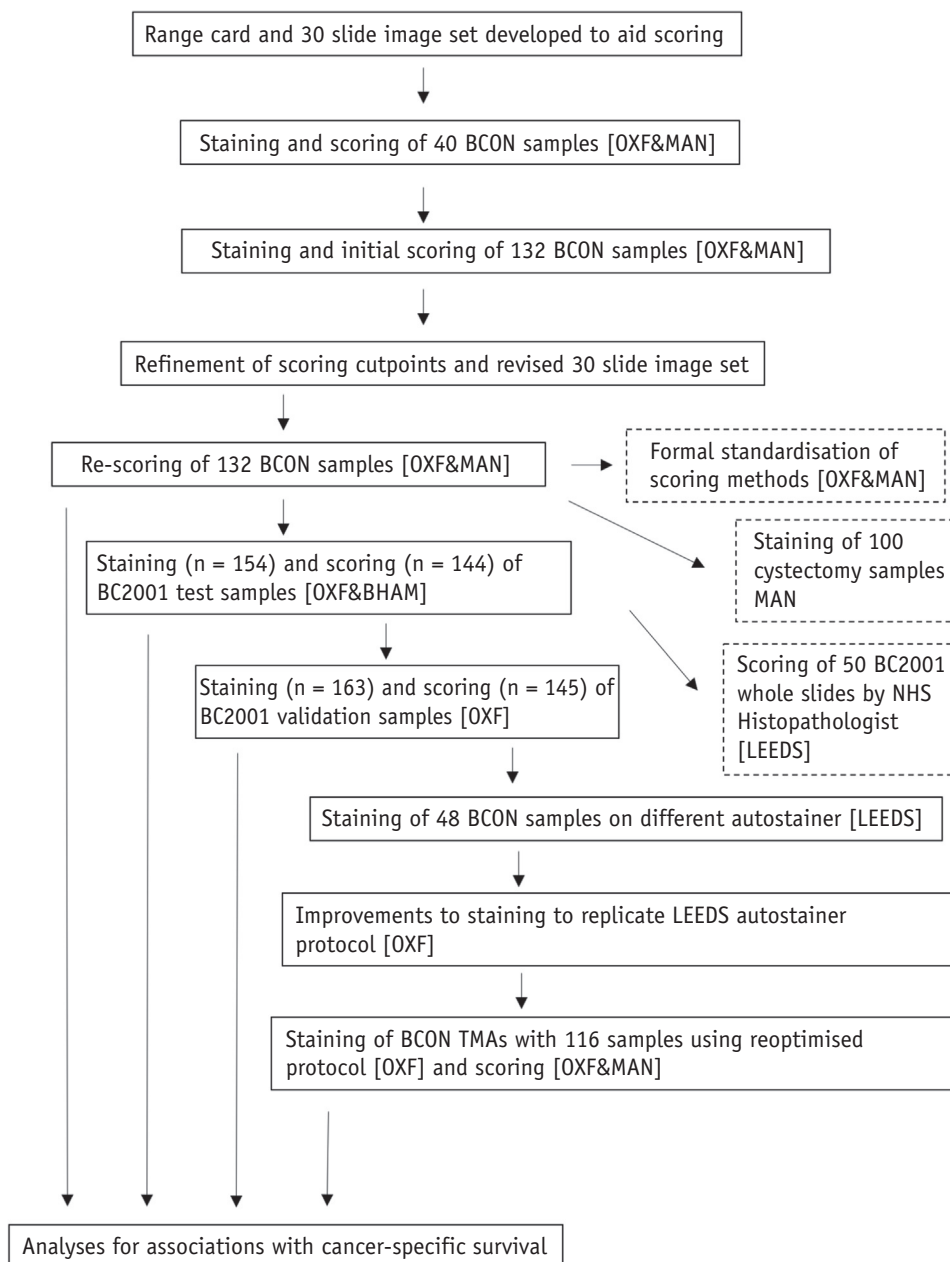 Range card and 30 slide image set developed to aid scoring
Staining and scoring of 40 BCON samples [OXF&MAN]
Staining and initial scoring of 132 BCON samples [OXF&MAN]
Refinement of scoring cutpoints and revised 30 slide image set
Re-scoring of 132 BCON samples [OXF&MAN]
Formal standardisation of
scoring methods [OXF&MAN]
Staining of 100
cystectomy samples
MAN
Staining (n = 154) and scoring (n = 144) of
BC2001 test samples [OXF&BHAM]
Scoring of 50 BC2001
whole slides by NHS
Histopathologist
[LEEDS]
Staining (n = 163) and scoring (n = 145) of
BC2001 validation samples [OXF]
Staining of 48 BCON samples on different autostainer [LEEDS]
Improvements to staining to replicate LEEDS autostainer
protocol [OXF]
Staining of BCON TMAs with 116 samples using reoptimised
protocol [OXF] and scoring [OXF&MAN]
Analyses for associations with cancer-specific survival